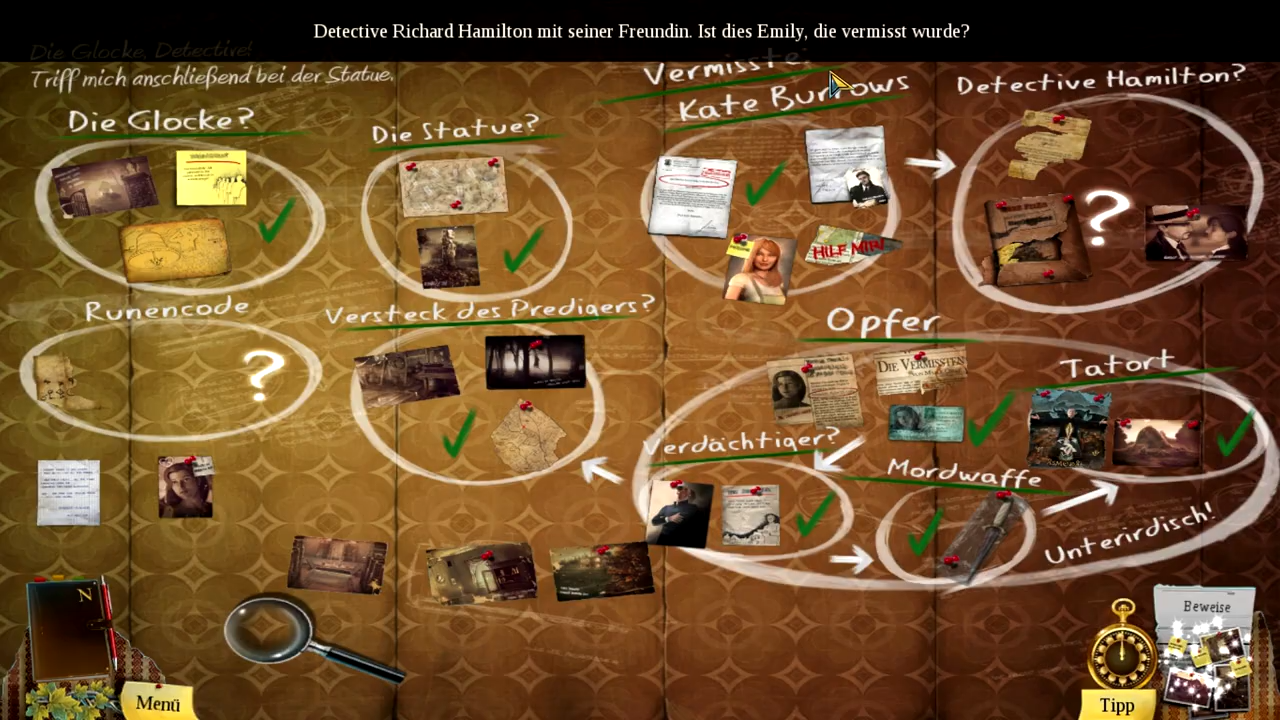 Detective Richard Hamilton mit seiner Freundin. Ist dies Emily, die vermisst wurde?
Die Glocke, Detective!
Triff mich anschließend bei der Statue.
Kate Burrows
Detective Hamilton?
Die Glocke?
Die Statue?
HILF MIR!
Runencode
Versteck des Predigers?
Opfer
DIE VERMISSTEN
Tatort
Verdächtiger?
Mordwaffe
Unterirdisch!
?
?
N
Menü
Tipp
Beweise